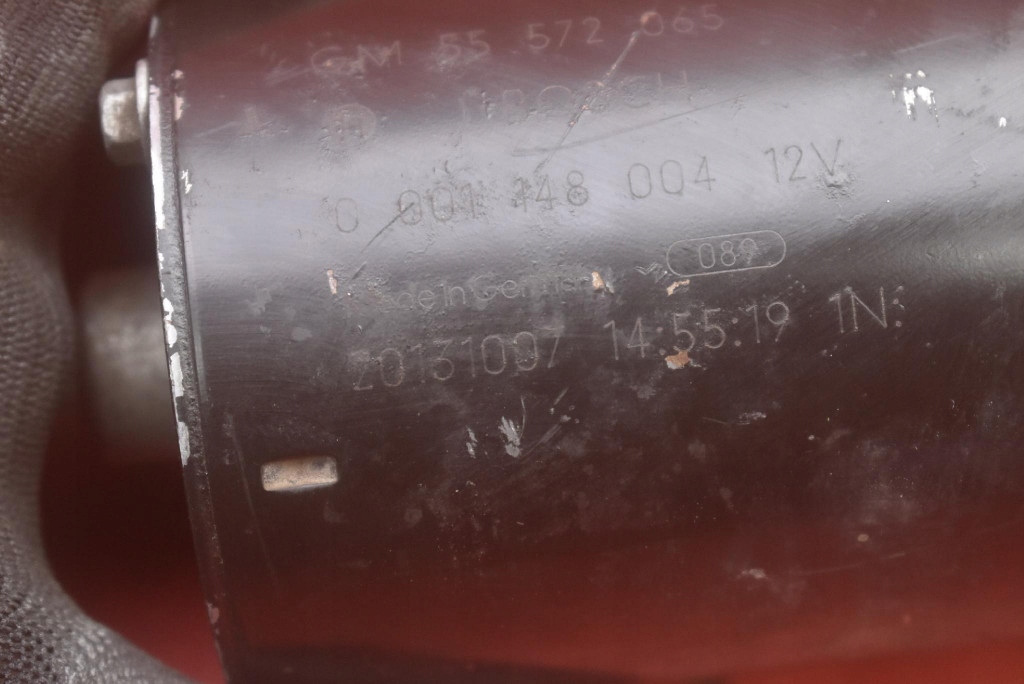 GM 55 572 065
BOSCH
0 001 148 004 12V
089
Made in Germany
20131007 14:55:19 1N: